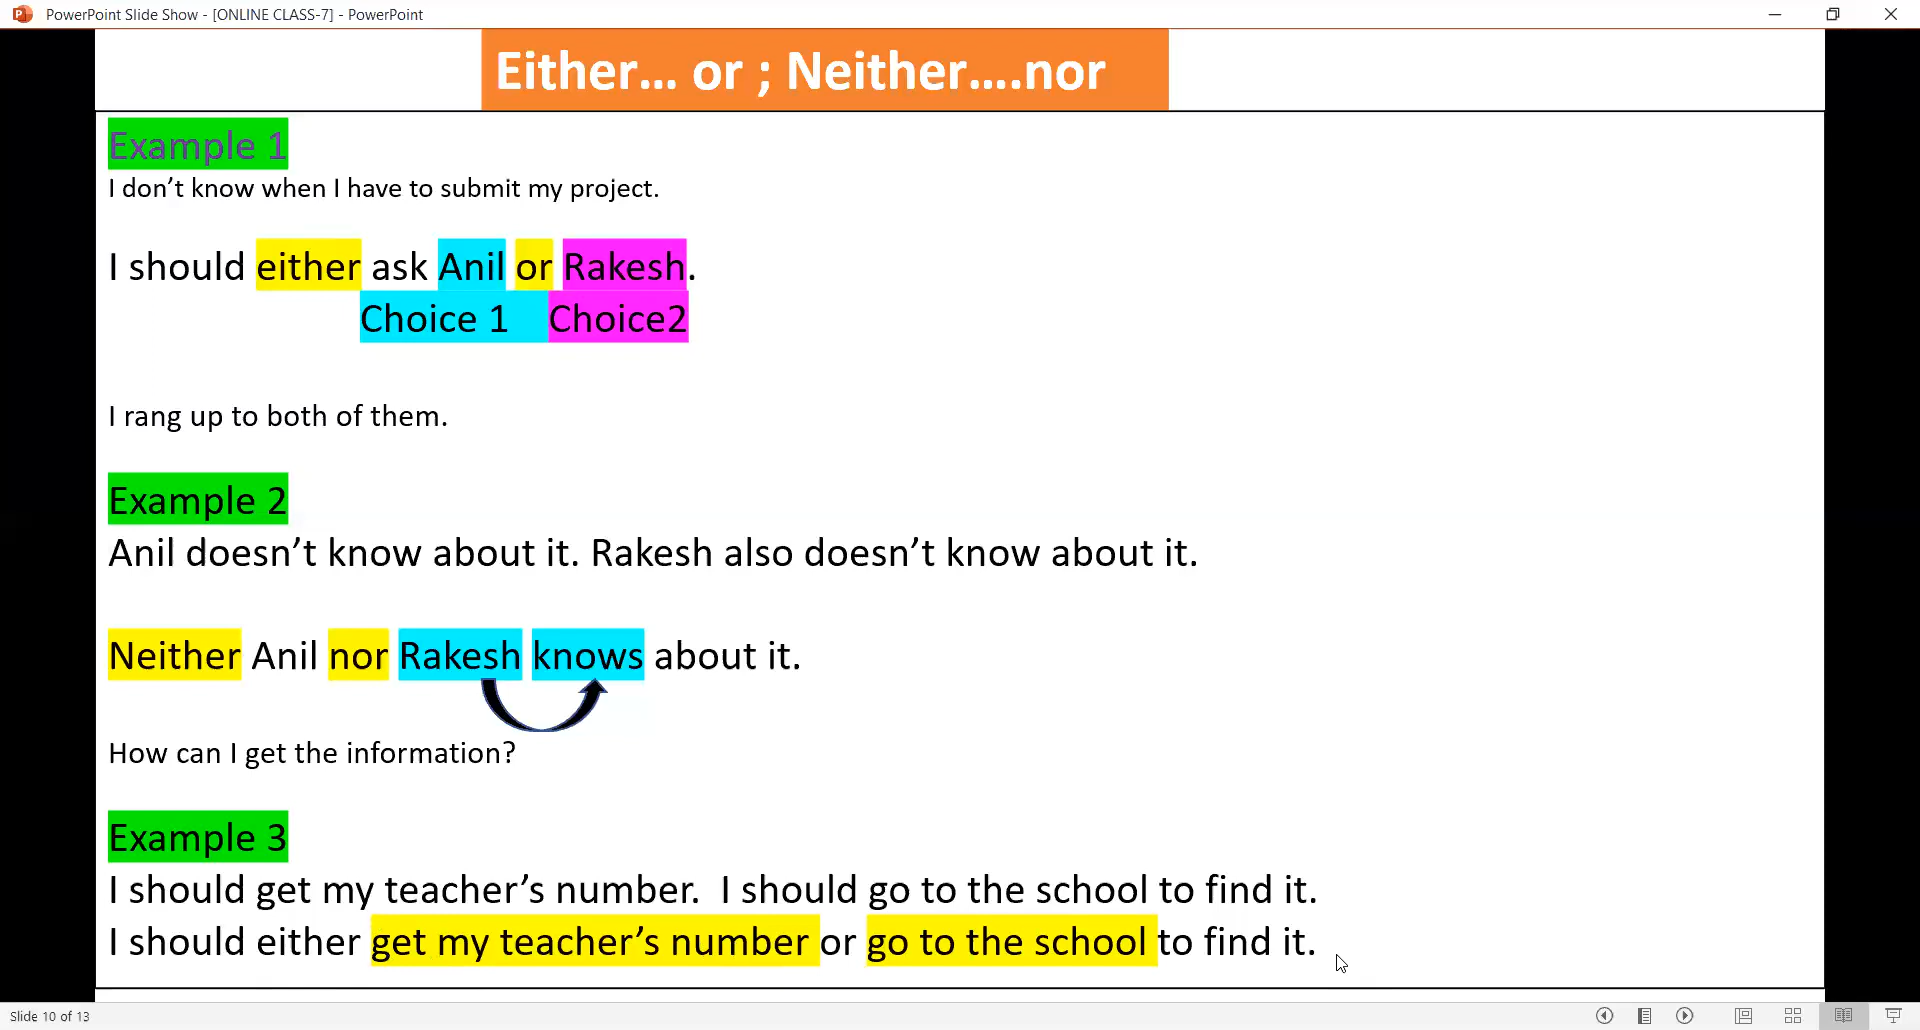 PowerPoint Slide Show - [ONLINE CLASS-7] - PowerPoint
Either... or ; Neither....nor
Example 1
I don’t know when I have to submit my project.
I should either ask Anil or Rakesh.
Choice 1 Choice2
I rang up to both of them.
Example 2
Anil doesn’t know about it. Rakesh also doesn’t know about it.
Neither Anil nor Rakesh knows about it.
How can I get the information?
Example 3
I should get my teacher’s number. I should go to the school to find it.
I should either get my teacher’s number or go to the school to find it.
Slide 10 of 13